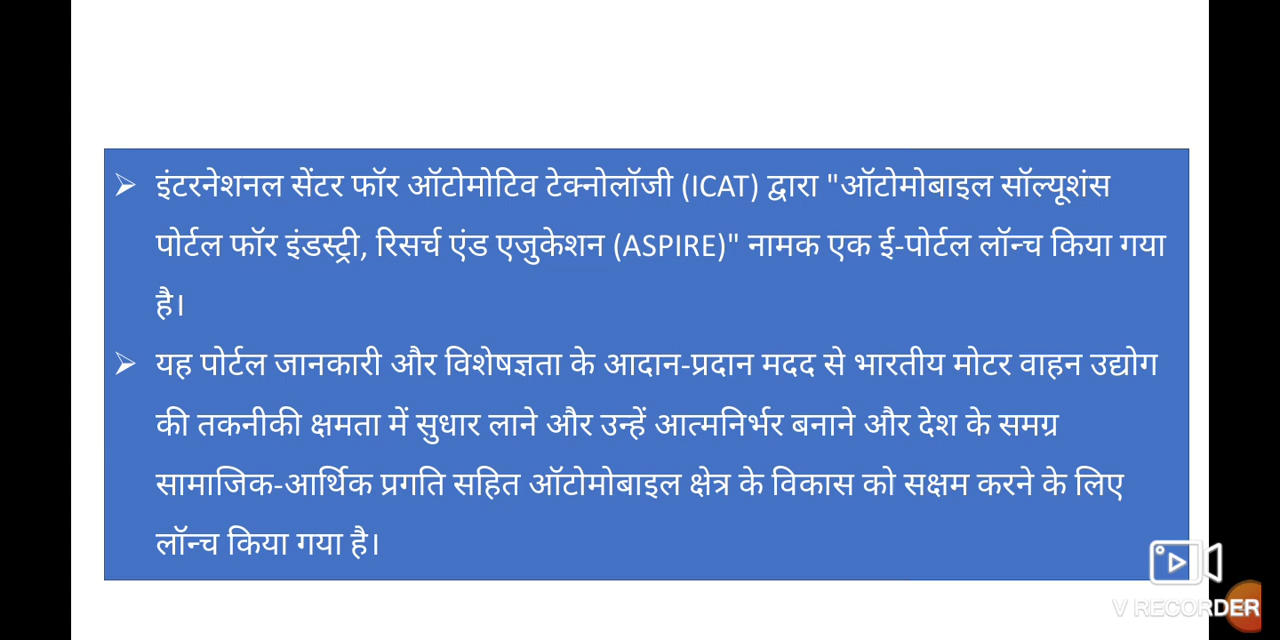 ➢ इंटरनेशनल सेंटर फॉर ऑटोमोटिव टेक्नोलॉजी (ICAT) द्वारा "ऑटोमोबाइल सॉल्यूशंस
पोर्टल फॉर इंडस्ट्री, रिसर्च एंड एजुकेशन (ASPIRE)" नामक एक ई-पोर्टल लॉन्च किया गया
है।
➢ यह पोर्टल जानकारी और विशेषज्ञता के आदान-प्रदान मदद से भारतीय मोटर वाहन उद्योग
की तकनीकी क्षमता में सुधार लाने और उन्हें आत्मनिर्भर बनाने और देश के समग्र
सामाजिक-आर्थिक प्रगति सहित ऑटोमोबाइल क्षेत्र के विकास को सक्षम करने के लिए
लॉन्च किया गया है।
V RECORDER